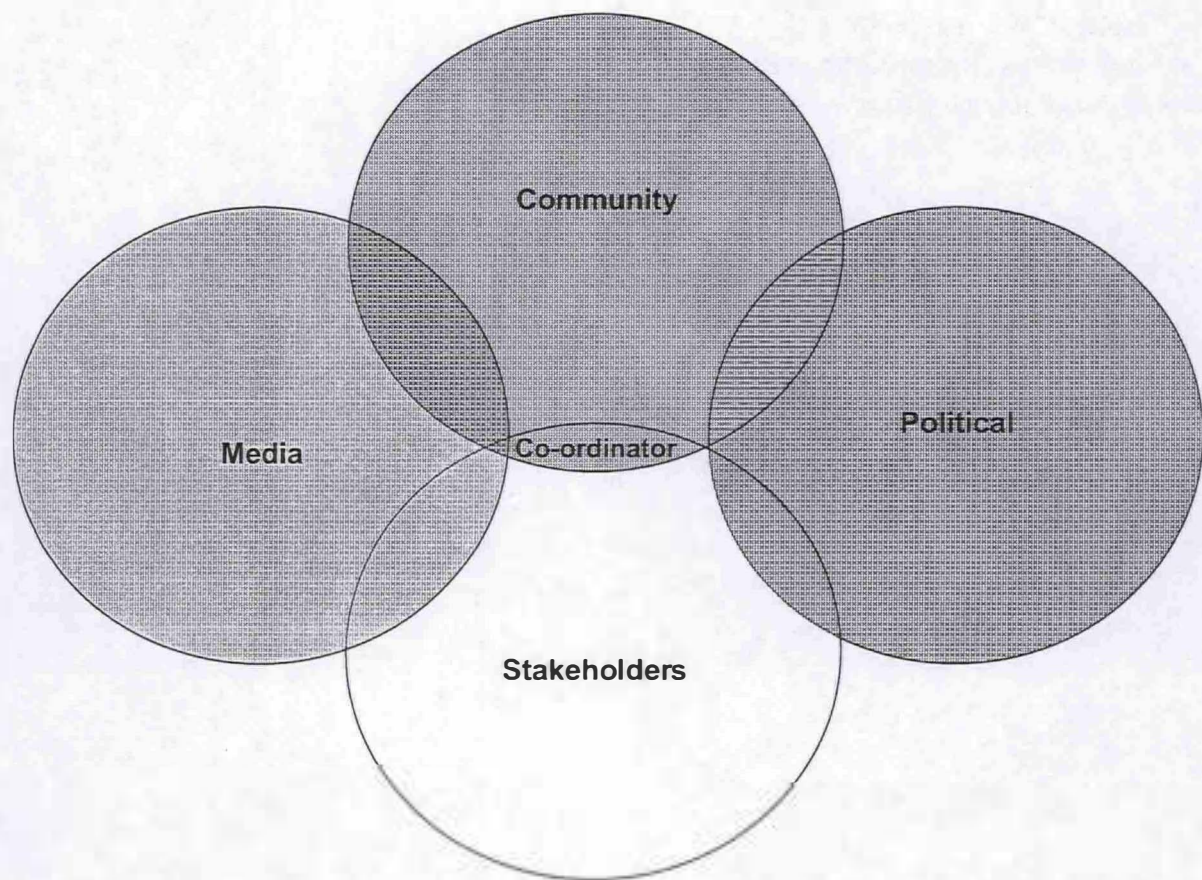 Community
Political
Media
Co-ordinator
Stakeholders